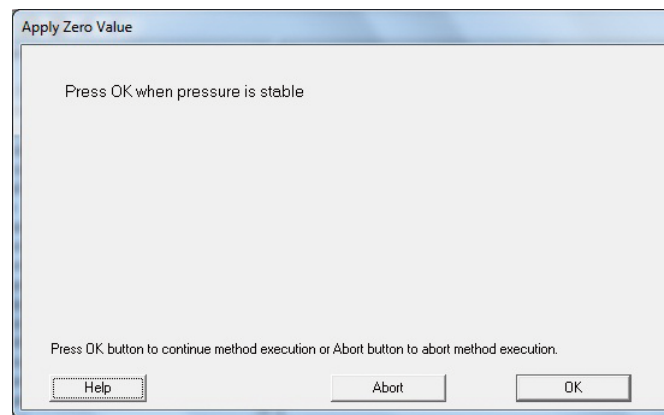 Apply Zero Value
Press OK when pressure is stable
Press OK button to continue method execution or Abort button to abort method execution.
Help Abort OK